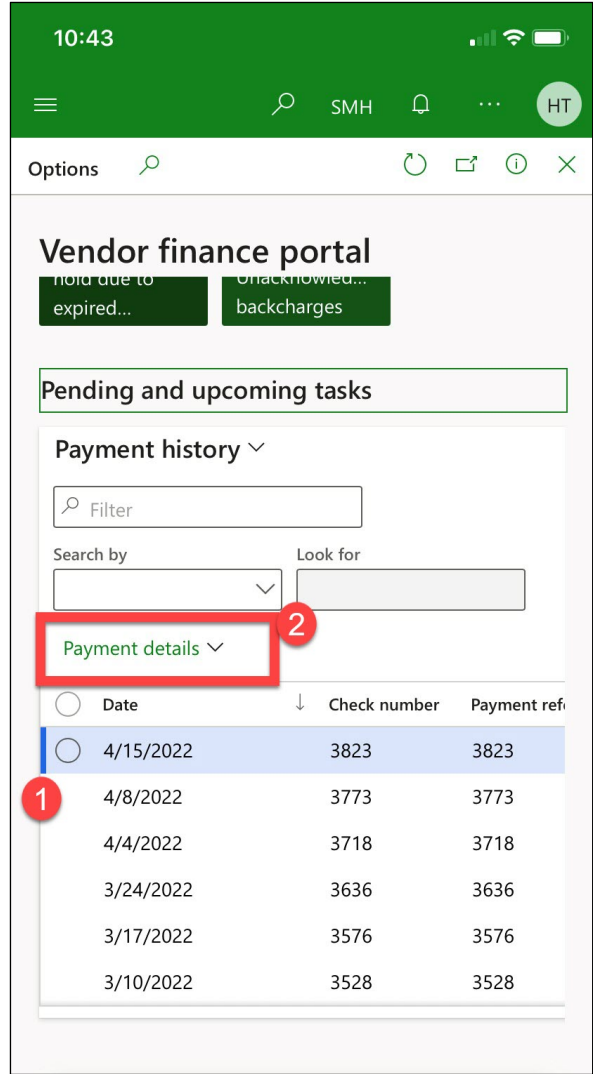 10:43
SMH HT
Options
Vendor finance portal
hold due to
expired...
Unacknowled...
backcharges
Pending and upcoming tasks
Payment history
Filter
Search by Look for
2
Payment details
Date Check number Payment refe
4/15/2022 3823 3823
1
4/8/2022 3773 3773
4/4/2022 3718 3718
3/24/2022 3636 3636
3/17/2022 3576 3576
3/10/2022 3528 3528